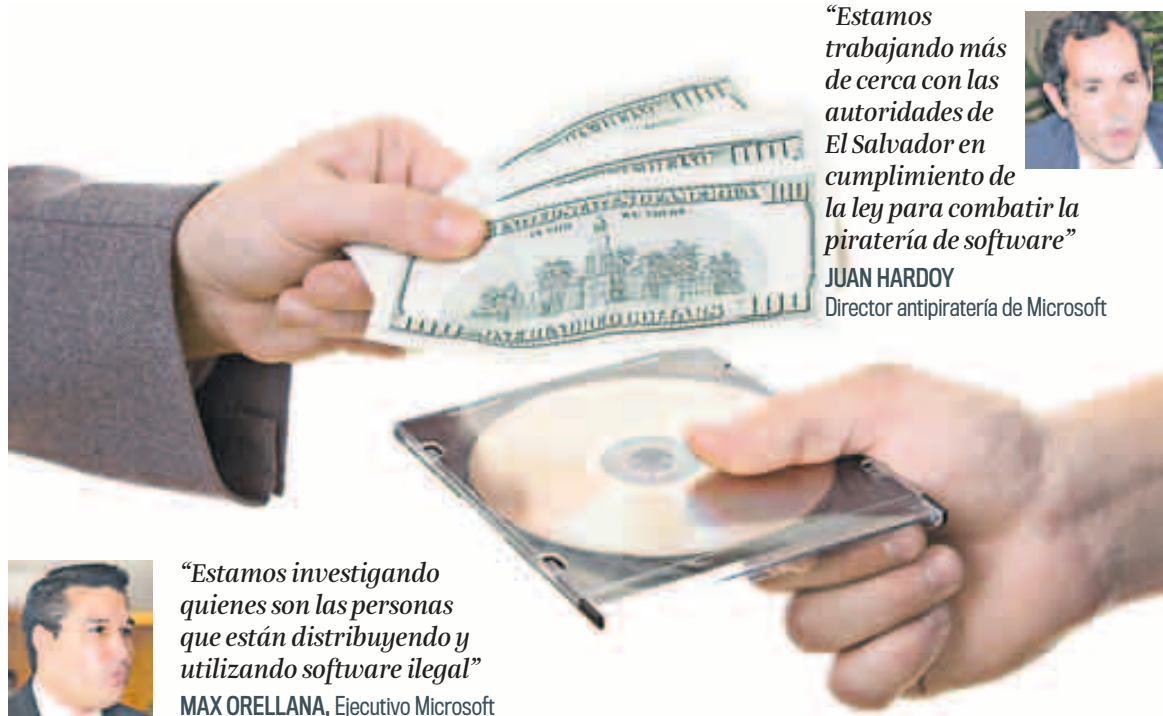 “Estamos
trabajando más
de cerca con las
autoridades de
El Salvador en
cumplimiento de
la ley para combatir la
piratería de software”
JUAN HARDOY
Director antipiratería de Microsoft
“Estamos investigando
quienes son las personas
que están distribuyendo y
utilizando software ilegal”
MAX ORELLANA, Ejecutivo Microsoft